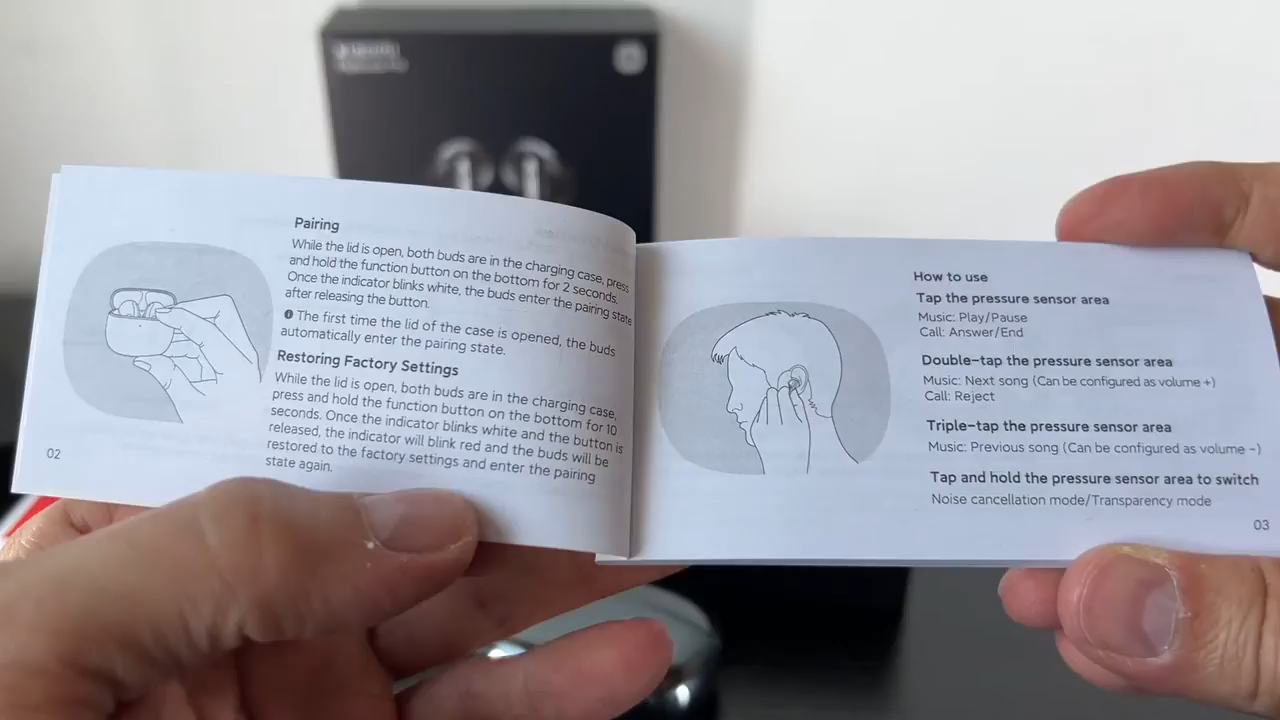 Pairing
While the lid is open, both buds are in the charging case, press
and hold the function button on the bottom for 2 seconds.
Once the indicator blinks white, the buds enter the pairing state
after releasing the button.
The first time the lid of the case is opened, the buds
automatically enter the pairing state.
Restoring Factory Settings
While the lid is open, both buds are in the charging case,
press and hold the function button on the bottom for 10
seconds. Once the indicator blinks white and the button is
released, the indicator will blink red and the buds will be
restored to the factory settings and enter the pairing
state again.
02
How to use
Tap the pressure sensor area
Music: Play/Pause
Call: Answer/End
Double-tap the pressure sensor area
Music: Next song (Can be configured as volume +)
Call: Reject
Triple-tap the pressure sensor area
Music: Previous song (Can be configured as volume -)
Tap and hold the pressure sensor area to switch
Noise cancellation mode/Transparency mode
03